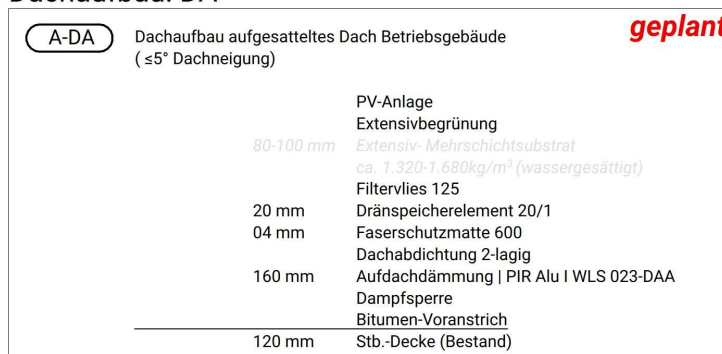 Dachaufbau: DA
A-DA
Dachaufbau aufgesatteltes Dach Betriebsgebäude
( ≤5° Dachneigung)
geplant
PV-Anlage
Extensivbegrünung
80-100 mm Extensiv- Mehrschichtsubstrat
ca. 1.320-1.680kg/m³ (wassergesättigt)
Filtervlies 125
20 mm Dränspeicherelement 20/1
04 mm Faserschutzmatte 600
Dachabdichtung 2-lagig
160 mm Aufdachdämmung | PIR Alu I WLS 023-DAA
Dampfsperre
Bitumen-Voranstrich
120 mm Stb.-Decke (Bestand)